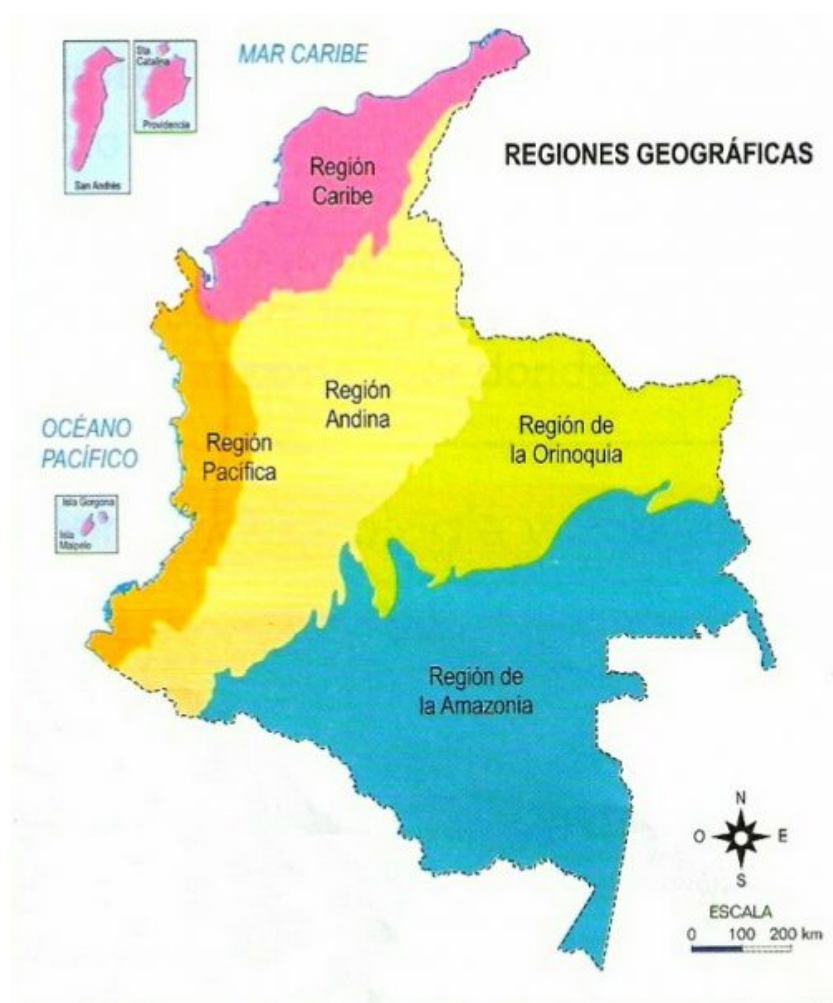 MAR CARIBE
Sta
Catalina
Providencia
San Andrés
REGIONES GEOGRÁFICAS
Región
Caribe
Región
Andina
OCÉANO
PACÍFICO
Región
Pacífica
Región de
la Orinoquia
Isla Gorgona
Isla
Malpelo
Región de
la Amazonia
N
O
E
S
ESCALA
0 100 200 km